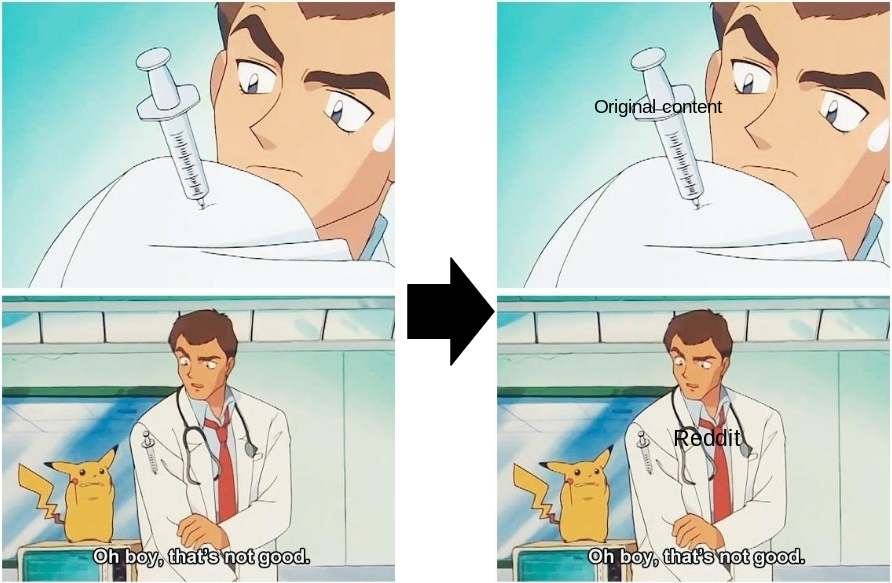 Original content
Oh boy, that's not good.
Reddit
Oh boy, that's not good.